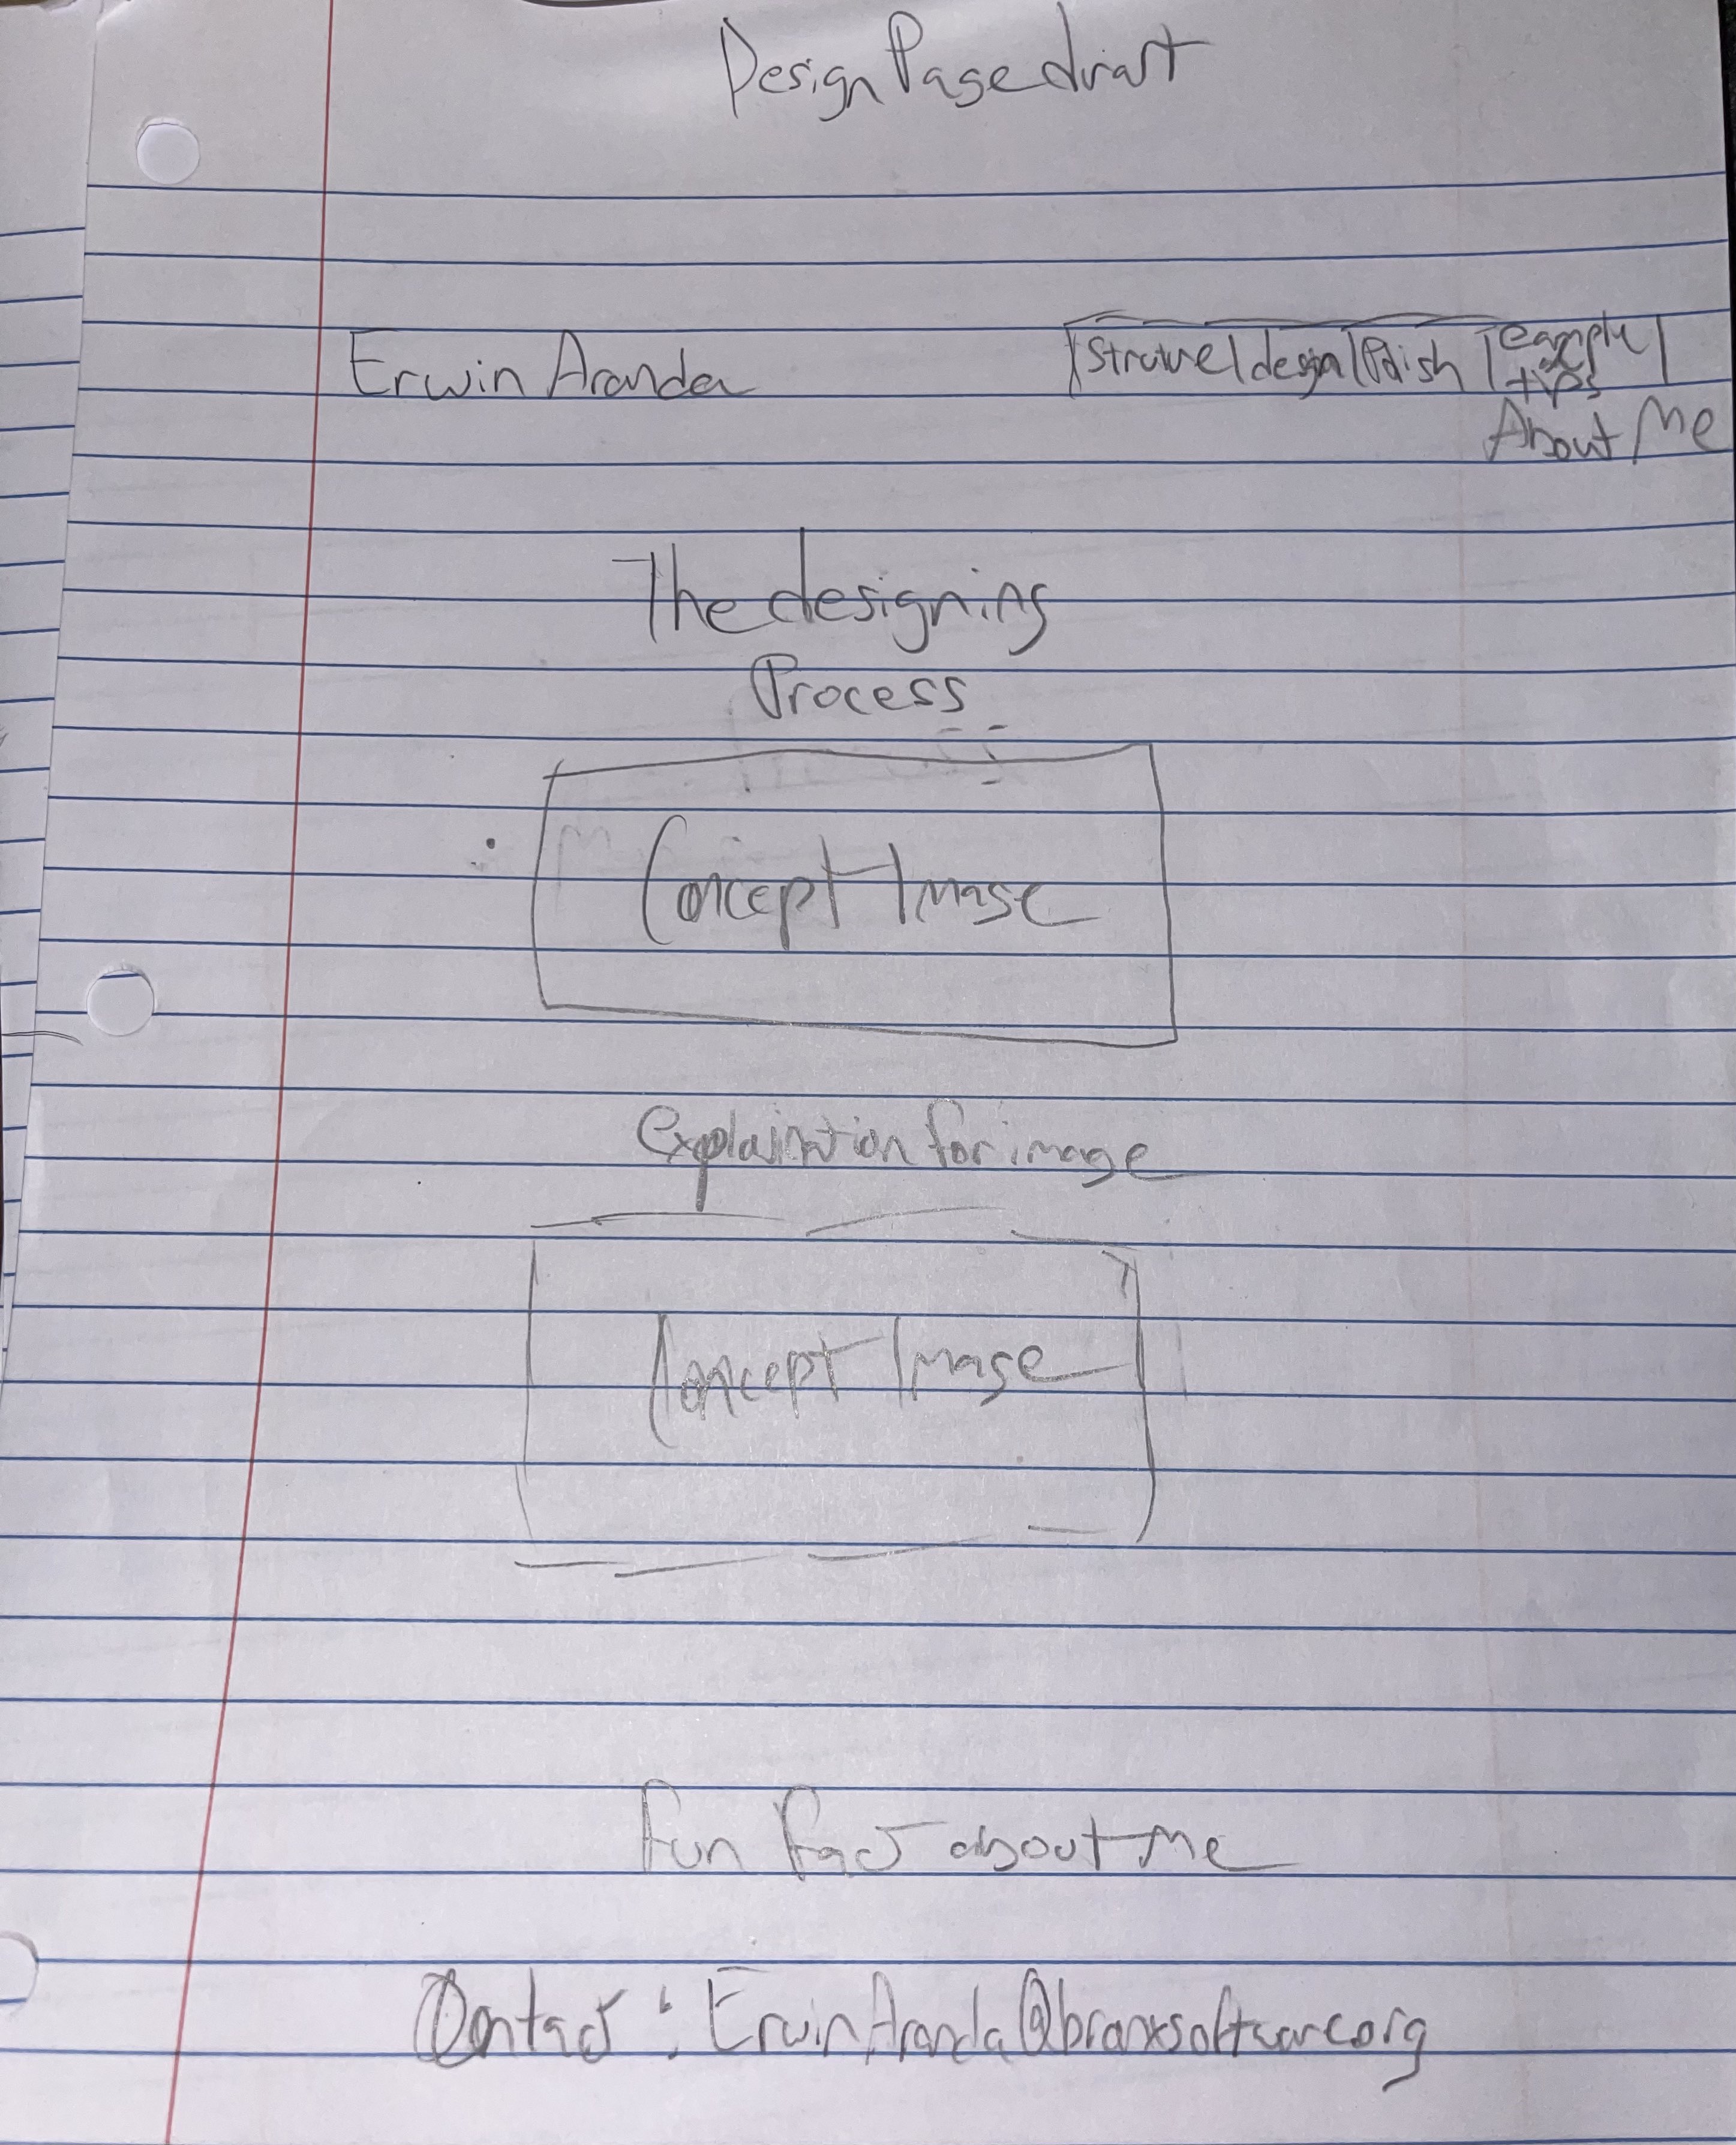 Design Page draft
Erwin Aranda
|Structure|design|Polish|example
types
About Me
The designing
Process
Concept Image
Explaination for image
Concept Image
Fun Fact about Me
Contact: ErwinAranda@bronxsoftware.org